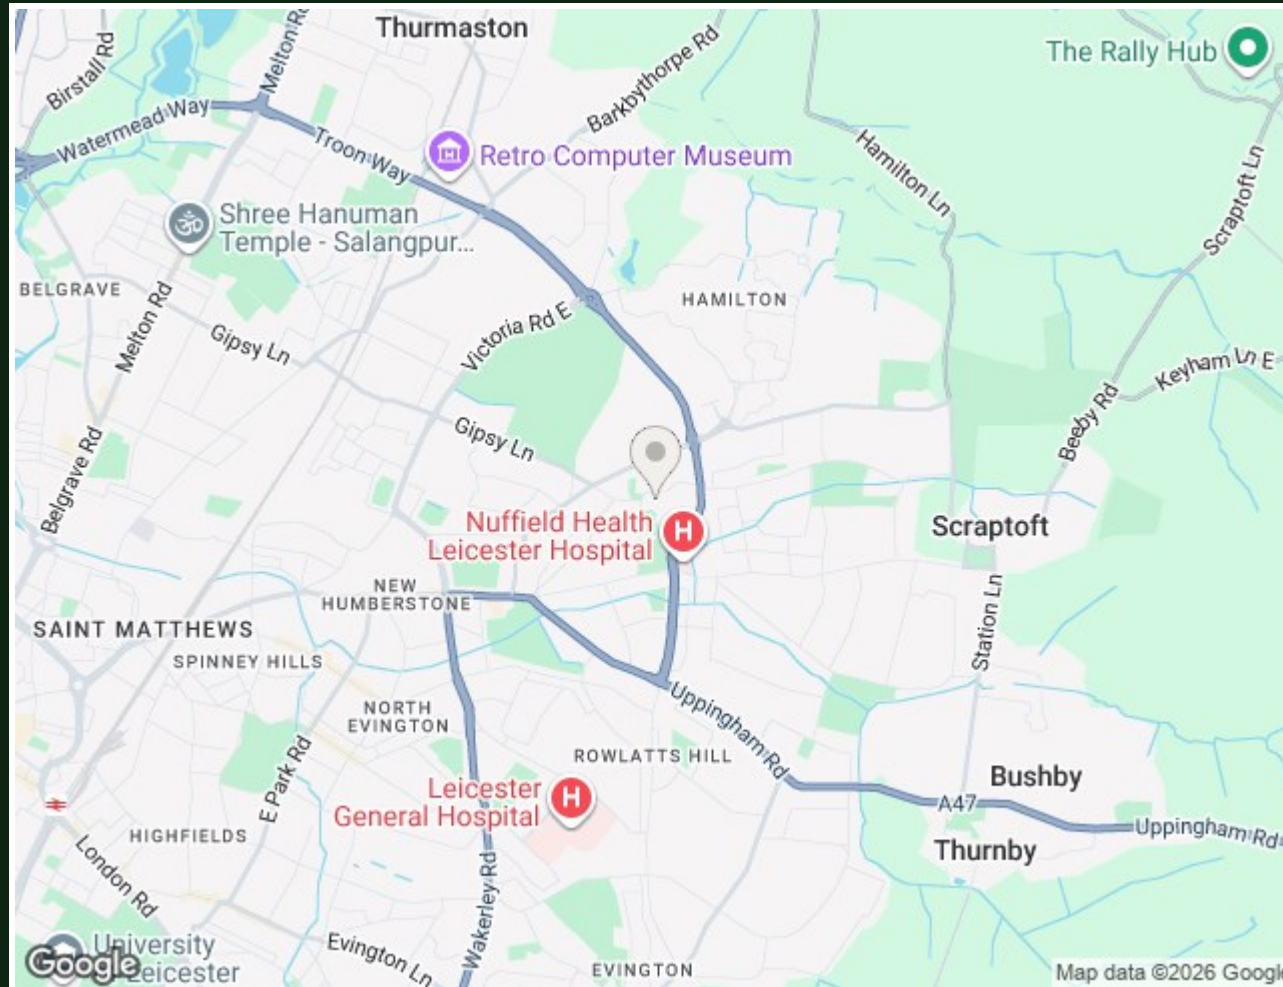 Thurmaston
The Rally Hub
Birstall Rd
Melton Rd
Watermead Way
Barkbythorpe Rd
Troon Way
Retro Computer Museum
Hamilton Ln
Scraptoft Ln
Shree Hanuman
Temple - Salangpur...
BELGRAVE
HAMILTON
Melton Rd
Gipsy Ln
Victoria Rd E
Keyham Ln E
Beeby Rd
Belgrave Rd
Gipsy Ln
Nuffield Health
Leicester Hospital
H
Scraptoft
NEW
HUMBERSTONE
SAINT MATTHEWS
SPINNEY HILLS
Station Ln
NORTH
EVINGTON
Uppingham Rd
ROWLATTS HILL
E Park Rd
Bushby
Leicester
General Hospital
H
A47
Uppingham Rd
HIGHFIELDS
Thurnby
London Rd
Wakerley Rd
University
Leicester
Evington Ln
EVINGTON
Google
Map data ©2026 Google